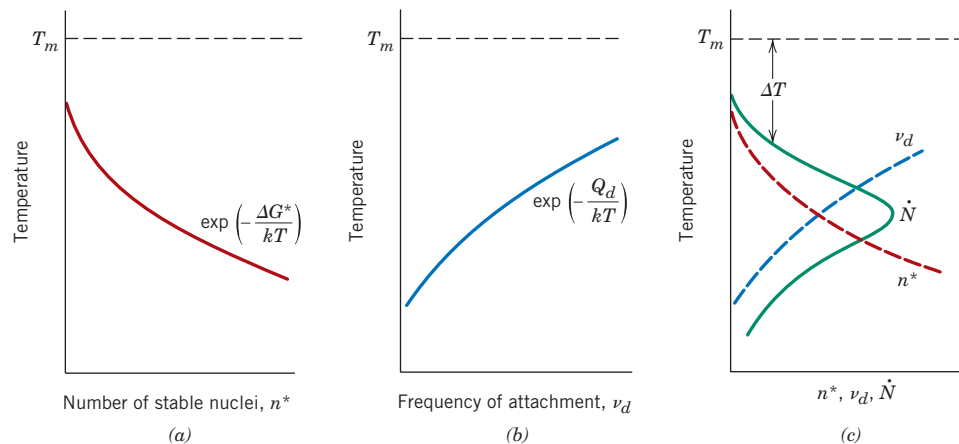 T_m
Temperature
exp (-ΔG*/kT)
Number of stable nuclei, n*
(a)
T_m
Temperature
exp (-Q_d/kT)
Frequency of attachment, ν_d
(b)
T_m
ΔT
Temperature
ν_d
Ṅ
n*
n*, ν_d, Ṅ
(c)